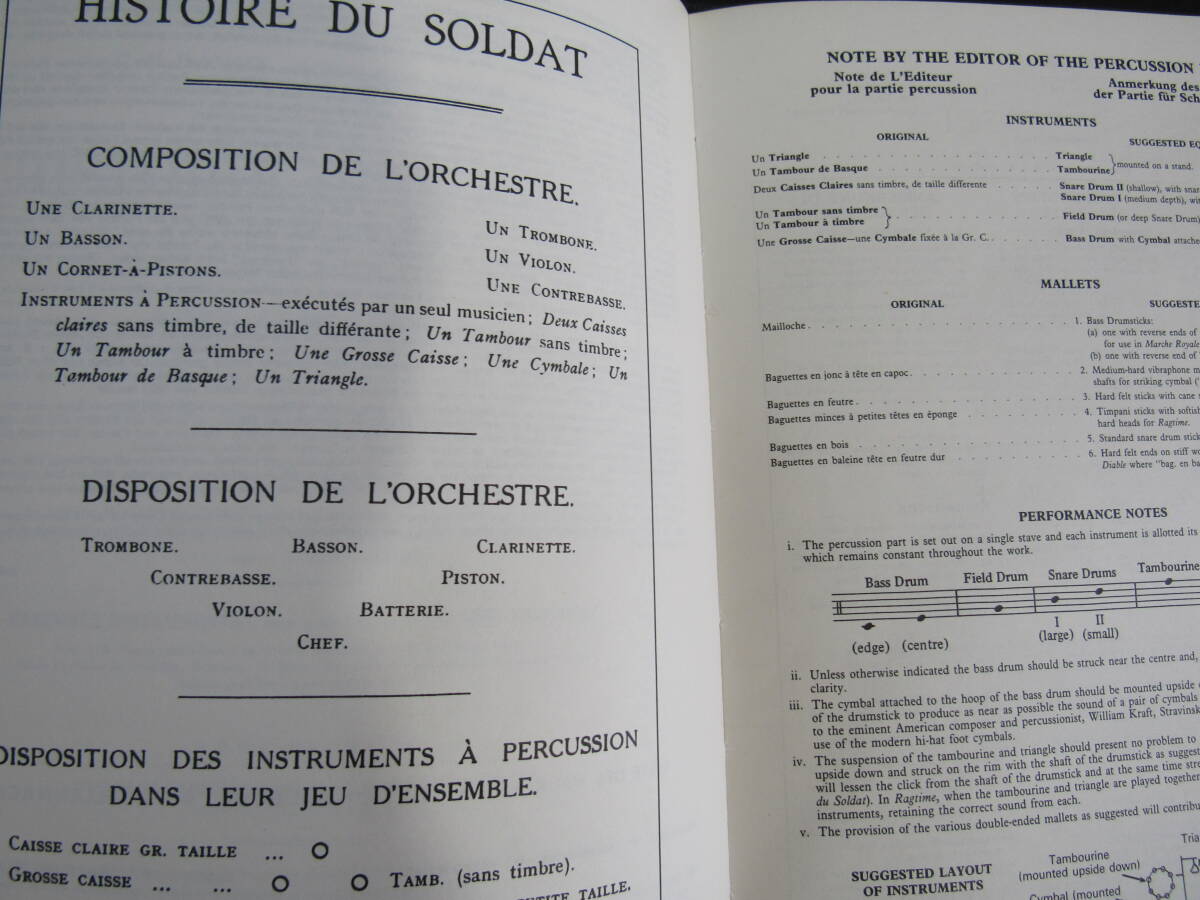 HISTOIRE DU SOLDAT
COMPOSITION DE L'ORCHESTRE.
UNE CLARINETTE.
UN BASSON.
UN CORNET-À-PISTONS.
UN TROMBONE.
UN VIOLON.
UNE CONTREBASSE.
INSTRUMENTS À PERCUSSION—exécutés par un seul musicien; Deux Caisses
claires sans timbre, de taille différante; Un Tambour sans timbre;
Un Tambour à timbre; Une Grosse Caisse; Une Cymbale; Un
Tambour de Basque; Un Triangle.
DISPOSITION DE L'ORCHESTRE.
TROMBONE. BASSON. CLARINETTE.
CONTREBASSE. PISTON.
VIOLON. BATTERIE.
CHEF.
DISPOSITION DES INSTRUMENTS À PERCUSSION
DANS LEUR JEU D'ENSEMBLE.
CAISSE CLAIRE GR. TAILLE ... O
GROSSE CAISSE ... ... O O TAMB. (sans timbre).
PETITE TAILLE.
NOTE BY THE EDITOR OF THE PERCUSSION
Note de L'Editeur
pour la partie percussion
Anmerkung des
der Partie für Sch
INSTRUMENTS
ORIGINAL
SUGGESTED EQ
Un Triangle . . . . . . . . . . . . Triangle
Un Tambour de Basque . . . . . . . . . Tambourine } mounted on a stand.
Deux Caisses Claires sans timbre, de taille differente . . . . . Snare Drum II (shallow), with snar
Snare Drum I (medium depth), wit
Un Tambour sans timbre
Un Tambour à timbre } . . . . . . . . Field Drum (or deep Snare Drum)
Une Grosse Caisse—une Cymbale fixée à la Gr. C. . . . . . Bass Drum with Cymbal attache
MALLETS
ORIGINAL
SUGGESTE
Mailloche . . . . . . . . . . . . 1. Bass Drumsticks:
(a) one with reverse ends of
for use in Marche Royale
(b) one with reverse end of
Baguettes en jonc à tête en capoc . . . . . . . . . 2. Medium-hard vibraphone m
shafts for striking cymbal (
Baguettes en feutre . . . . . . . . . . . . 3. Hard felt sticks with cane
Baguettes minces à petites têtes en éponge . . . . . . . . 4. Timpani sticks with softish
hard heads for Ragtime.
Baguettes en bois . . . . . . . . . . . . 5. Standard snare drum stick
Baguettes en baleine tête en feutre dur . . . . . . . . 6. Hard felt ends on stiff wo
Diable where "bag. en ba
PERFORMANCE NOTES
i. The percussion part is set out on a single stave and each instrument is allotted its
which remains constant throughout the work.
Bass Drum Field Drum Snare Drums Tambourine
I II
(edge) (centre) (large) (small)
ii. Unless otherwise indicated the bass drum should be struck near the centre and,
clarity.
iii. The cymbal attached to the hoop of the bass drum should be mounted upside
of the drumstick to produce as near as possible the sound of a pair of cymbals
to the eminent American composer and percussionist, William Kraft, Stravinsk
use of the modern hi-hat foot cymbals.
iv. The suspension of the tambourine and triangle should present no problem to
upside down and struck on the rim with the shaft of the drumstick as suggest
will lessen the click from the shaft of the drumstick and at the same time stre
du Soldat). In Ragtime, when the tambourine and triangle are played together
instruments, retaining the correct sound from each.
v. The provision of the various double-ended mallets as suggested will contribu
SUGGESTED LAYOUT
OF INSTRUMENTS
Tambourine
(mounted upside down)
Cymbal (mounted
Tria